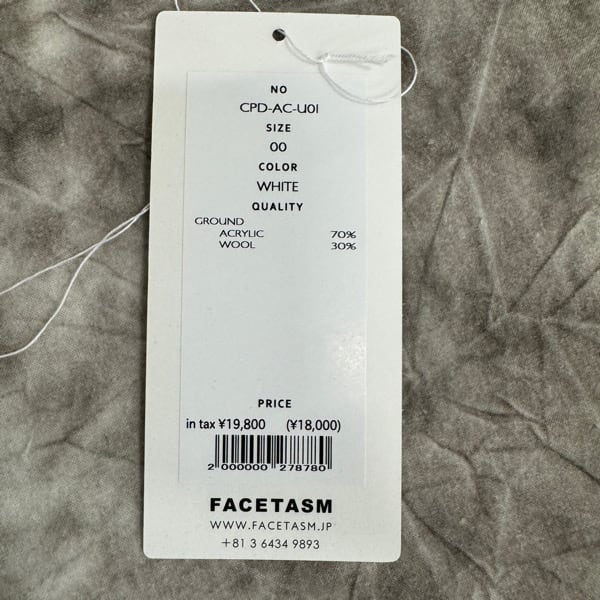 NO
CPD-AC-U01
SIZE
00
COLOR
WHITE
QUALITY
GROUND
ACRYLIC 70%
WOOL 30%
PRICE
in tax ¥19,800 (¥18,000)
2 000000 278780
FACETASM
WWW.FACETASM.JP
+81 3 6434 9893